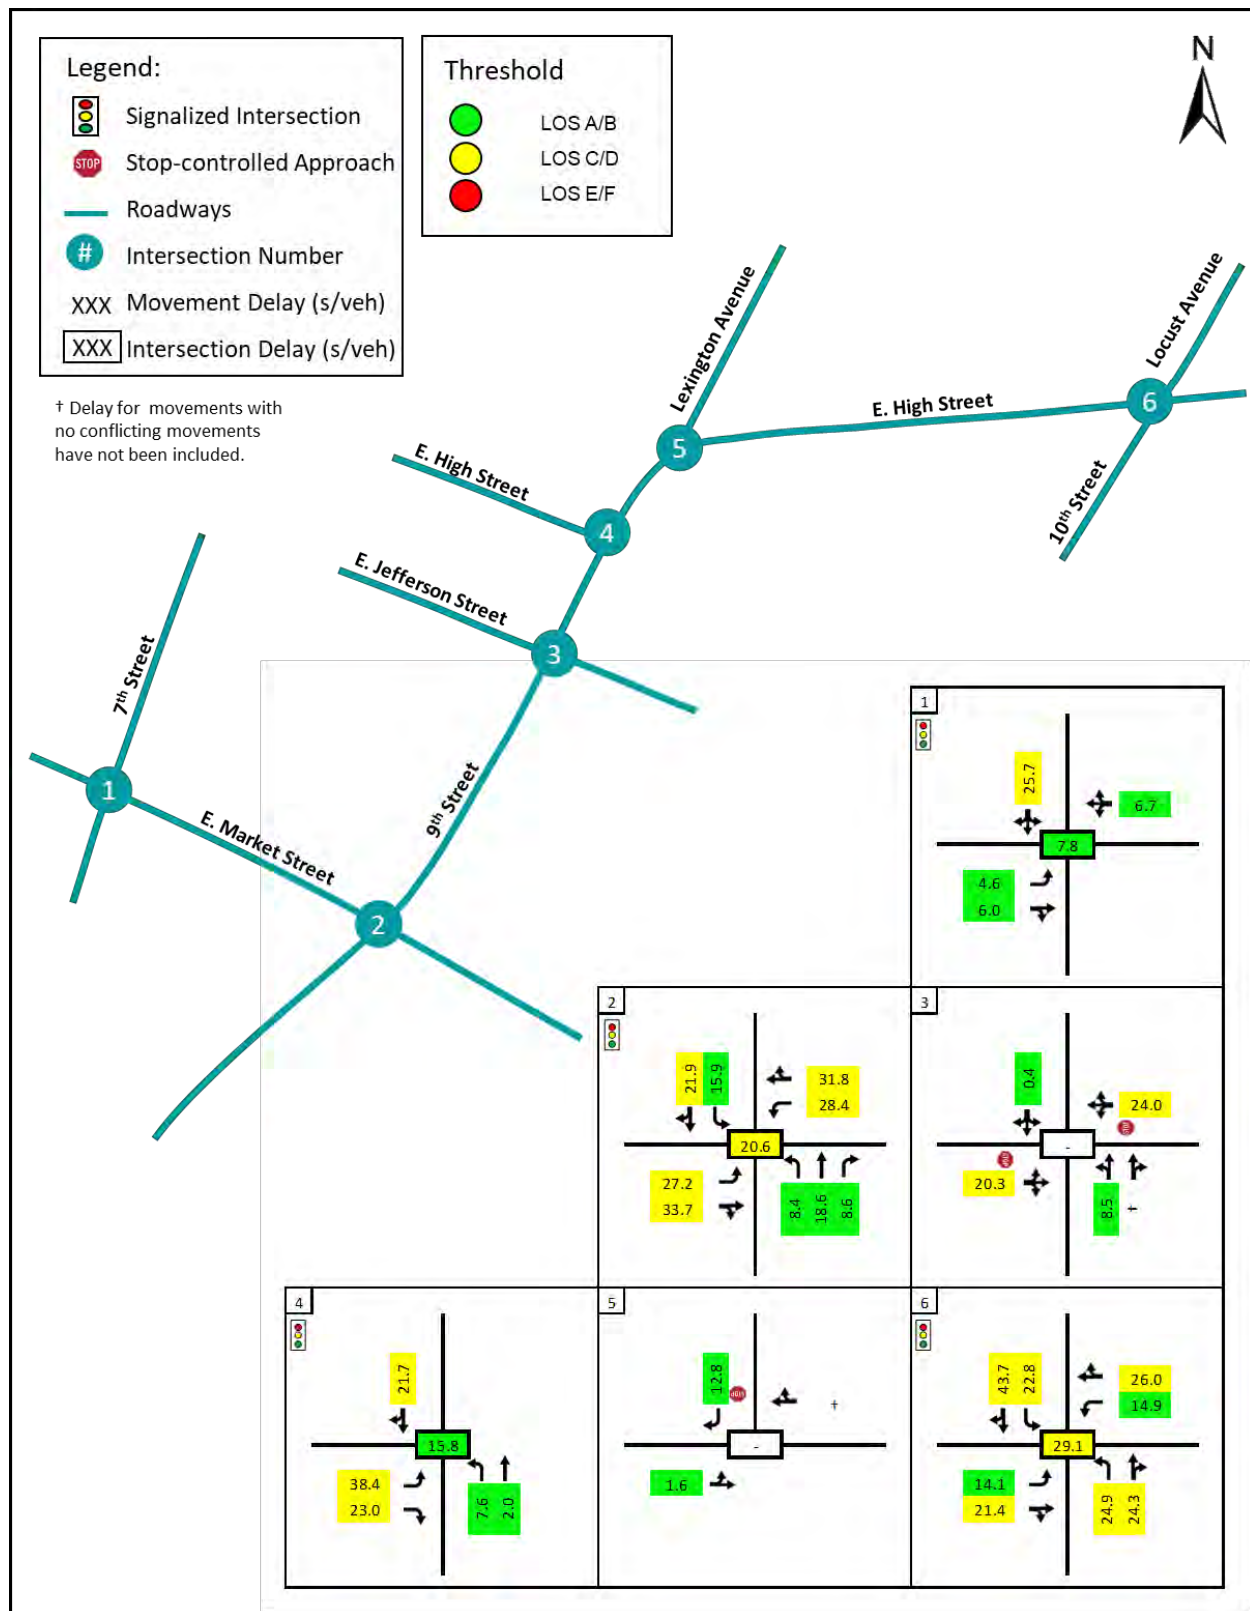 Legend:
Signalized Intersection
STOP
Stop-controlled Approach
Roadways
#
Intersection Number
XXX
Movement Delay (s/veh)
XXX
Intersection Delay (s/veh)
Threshold
LOS A/B
LOS C/D
LOS E/F
N
† Delay for movements with
no conflicting movements
have not been included.
Lexington Avenue
Locust Avenue
E. High Street
6
5
E. High Street
10th Street
4
E. Jefferson Street
3
7th Street
1
9th Street
E. Market Street
2
1
25.7
6.7
7.8
4.6
6.0
2
21.9
15.9
31.8
28.4
20.6
27.2
33.7
8.4
18.6
8.6
3
0.4
24.0
-
20.3
8.5
†
4
21.7
15.8
38.4
23.0
7.6
2.0
5
12.8
†
-
1.6
6
43.7
22.8
26.0
14.9
29.1
14.1
21.4
24.9
24.3